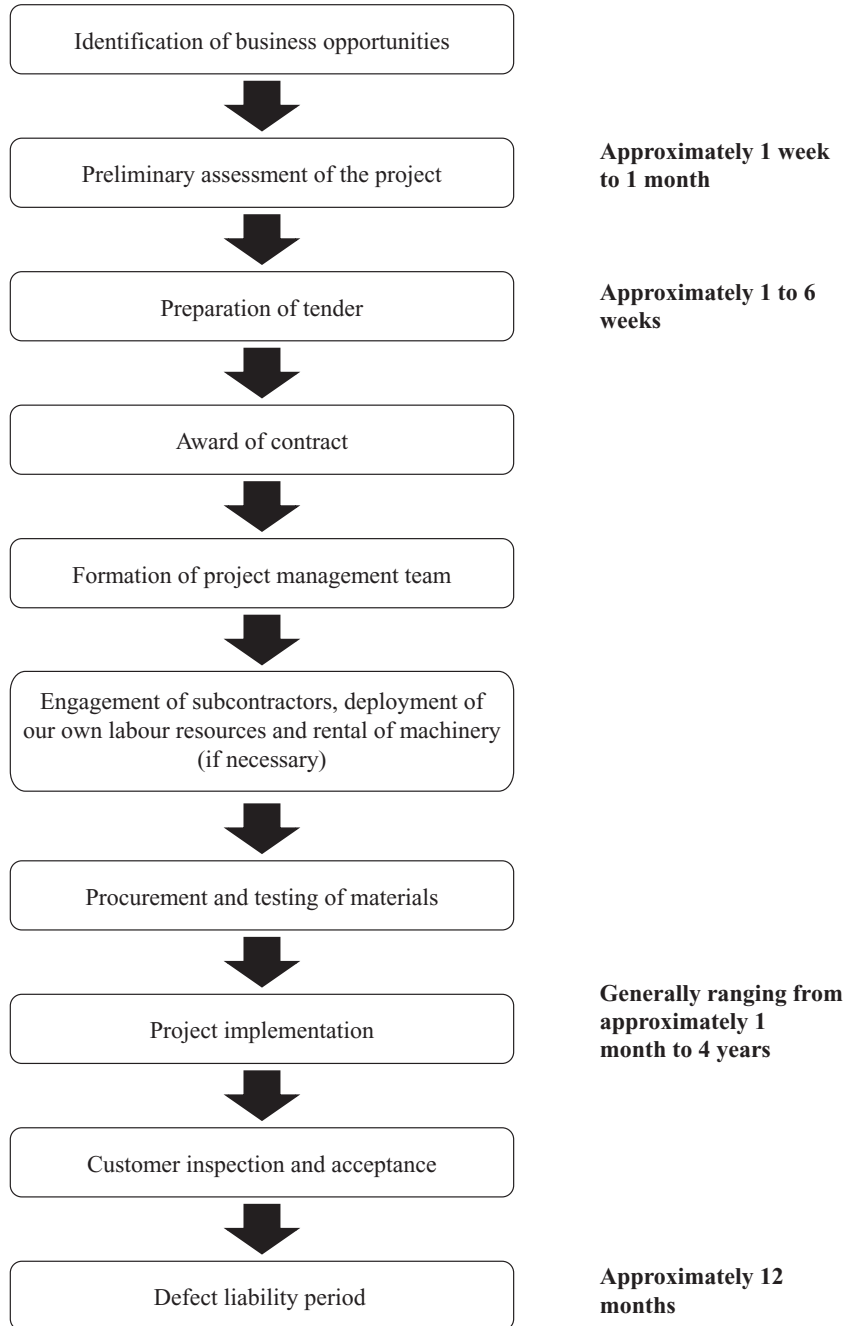 Identification of business opportunities
Preliminary assessment of the project
Approximately 1 week
to 1 month
Preparation of tender
Approximately 1 to 6
weeks
Award of contract
Formation of project management team
Engagement of subcontractors, deployment of
our own labour resources and rental of machinery
(if necessary)
Procurement and testing of materials
Project implementation
Generally ranging from
approximately 1
month to 4 years
Customer inspection and acceptance
Defect liability period
Approximately 12
months